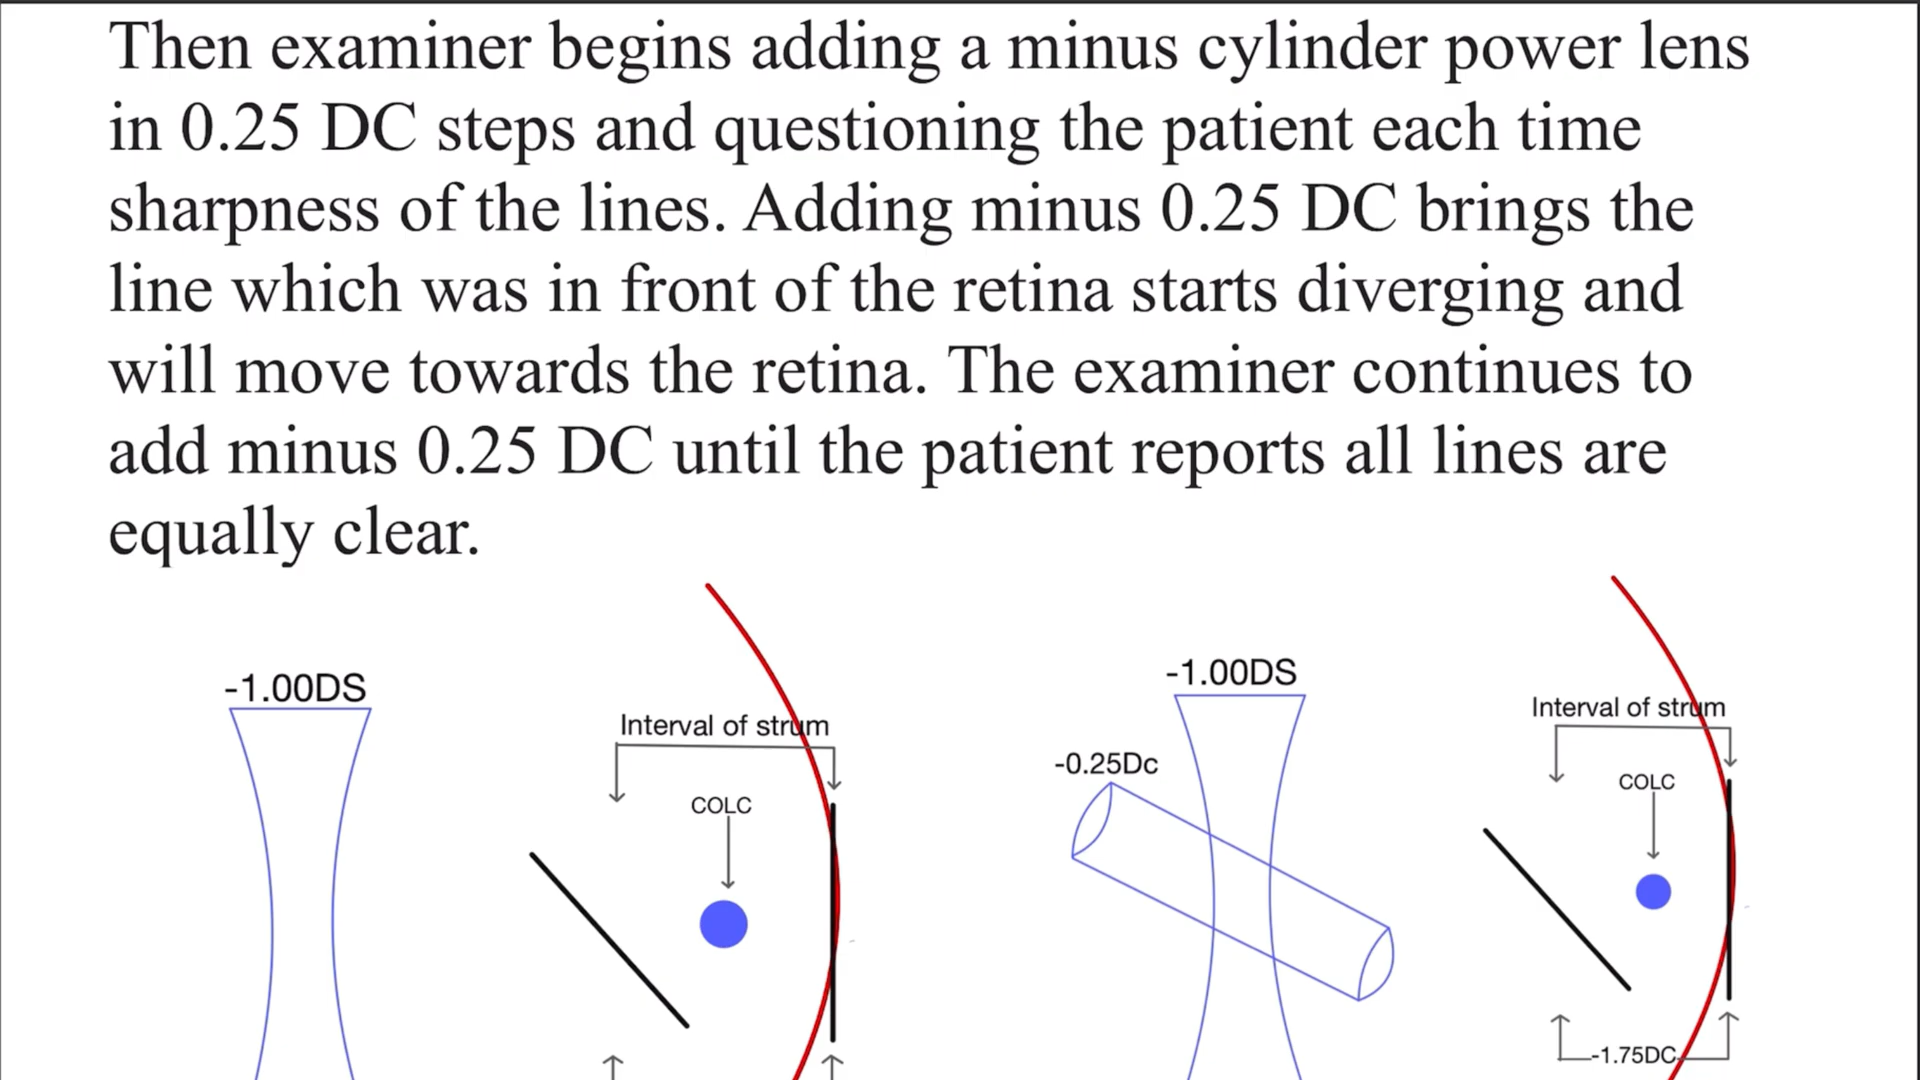 Then examiner begins adding a minus cylinder power lens
in 0.25 DC steps and questioning the patient each time
sharpness of the lines. Adding minus 0.25 DC brings the
line which was in front of the retina starts diverging and
will move towards the retina. The examiner continues to
add minus 0.25 DC until the patient reports all lines are
equally clear.
-1.00DS
Interval of strum
COLC
-1.00DS
-0.25Dc
Interval of strum
COLC
-1.75DC